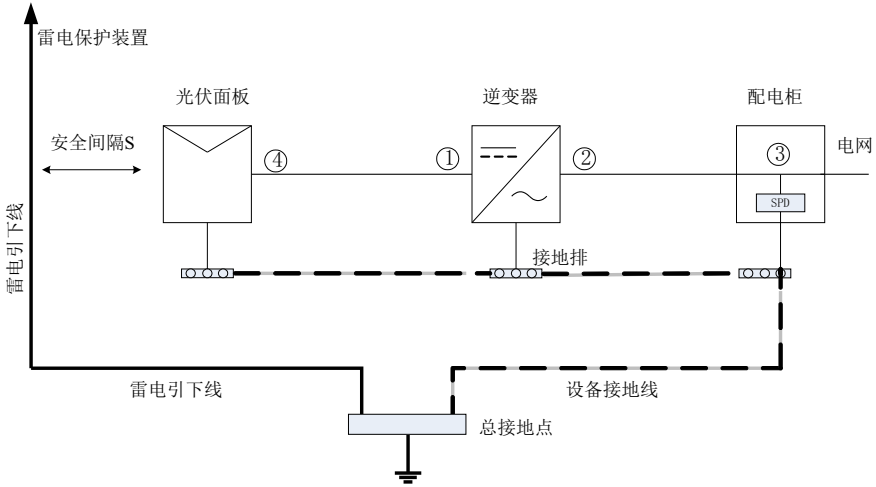 雷电保护装置
光伏面板
逆变器
配电柜
安全间隔S
④
①
②
③
电网
SPD
雷电引下线
接地排
雷电引下线
设备接地线
总接地点